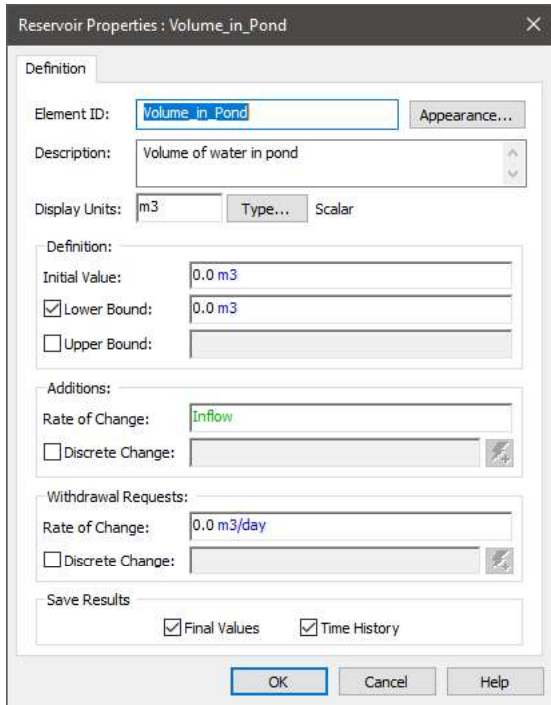 Reservoir Properties : Volume_in_Pond
Definition
Element ID: Volume_in_Pond Appearance...
Description: Volume of water in pond
Display Units: m3 Type... Scalar
Definition:
Initial Value: 0.0 m3
Lower Bound: 0.0 m3
Upper Bound:
Additions:
Rate of Change: Inflow
Discrete Change:
Withdrawal Requests:
Rate of Change: 0.0 m3/day
Discrete Change:
Save Results
Final Values Time History
OK Cancel Help